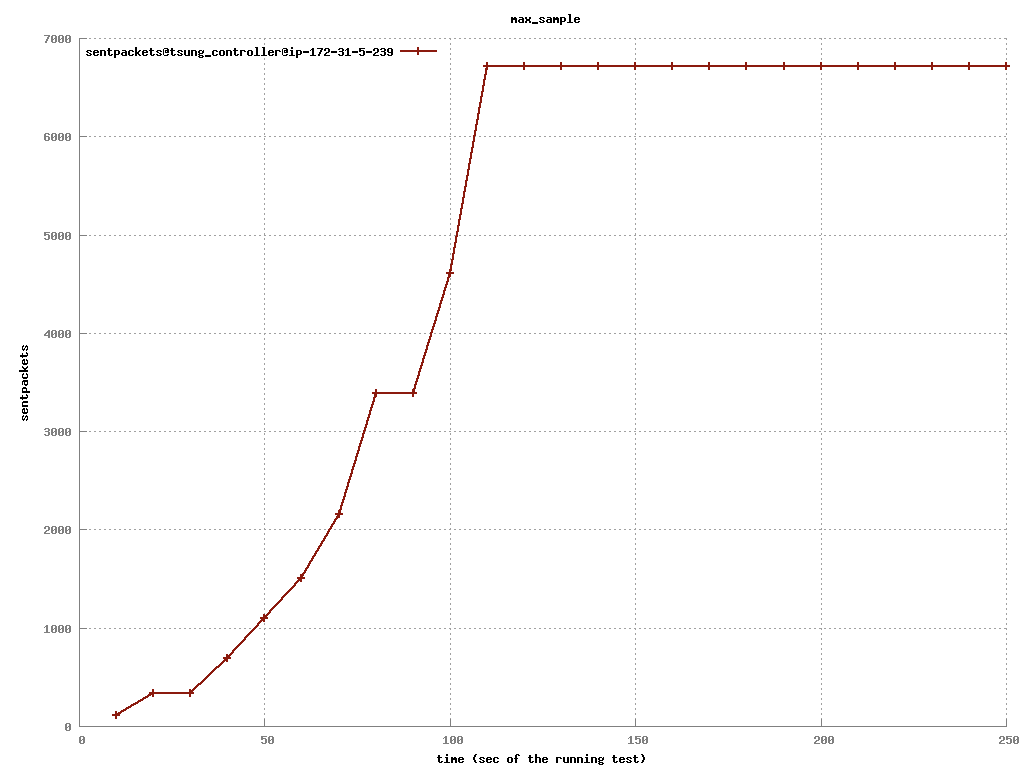 max_sample
7000
sentpackets@tsung_controller@ip-172-31-5-239
6000
5000
4000
sentpackets
3000
2000
1000
0
0 50 100 150 200 250
time (sec of the running test)